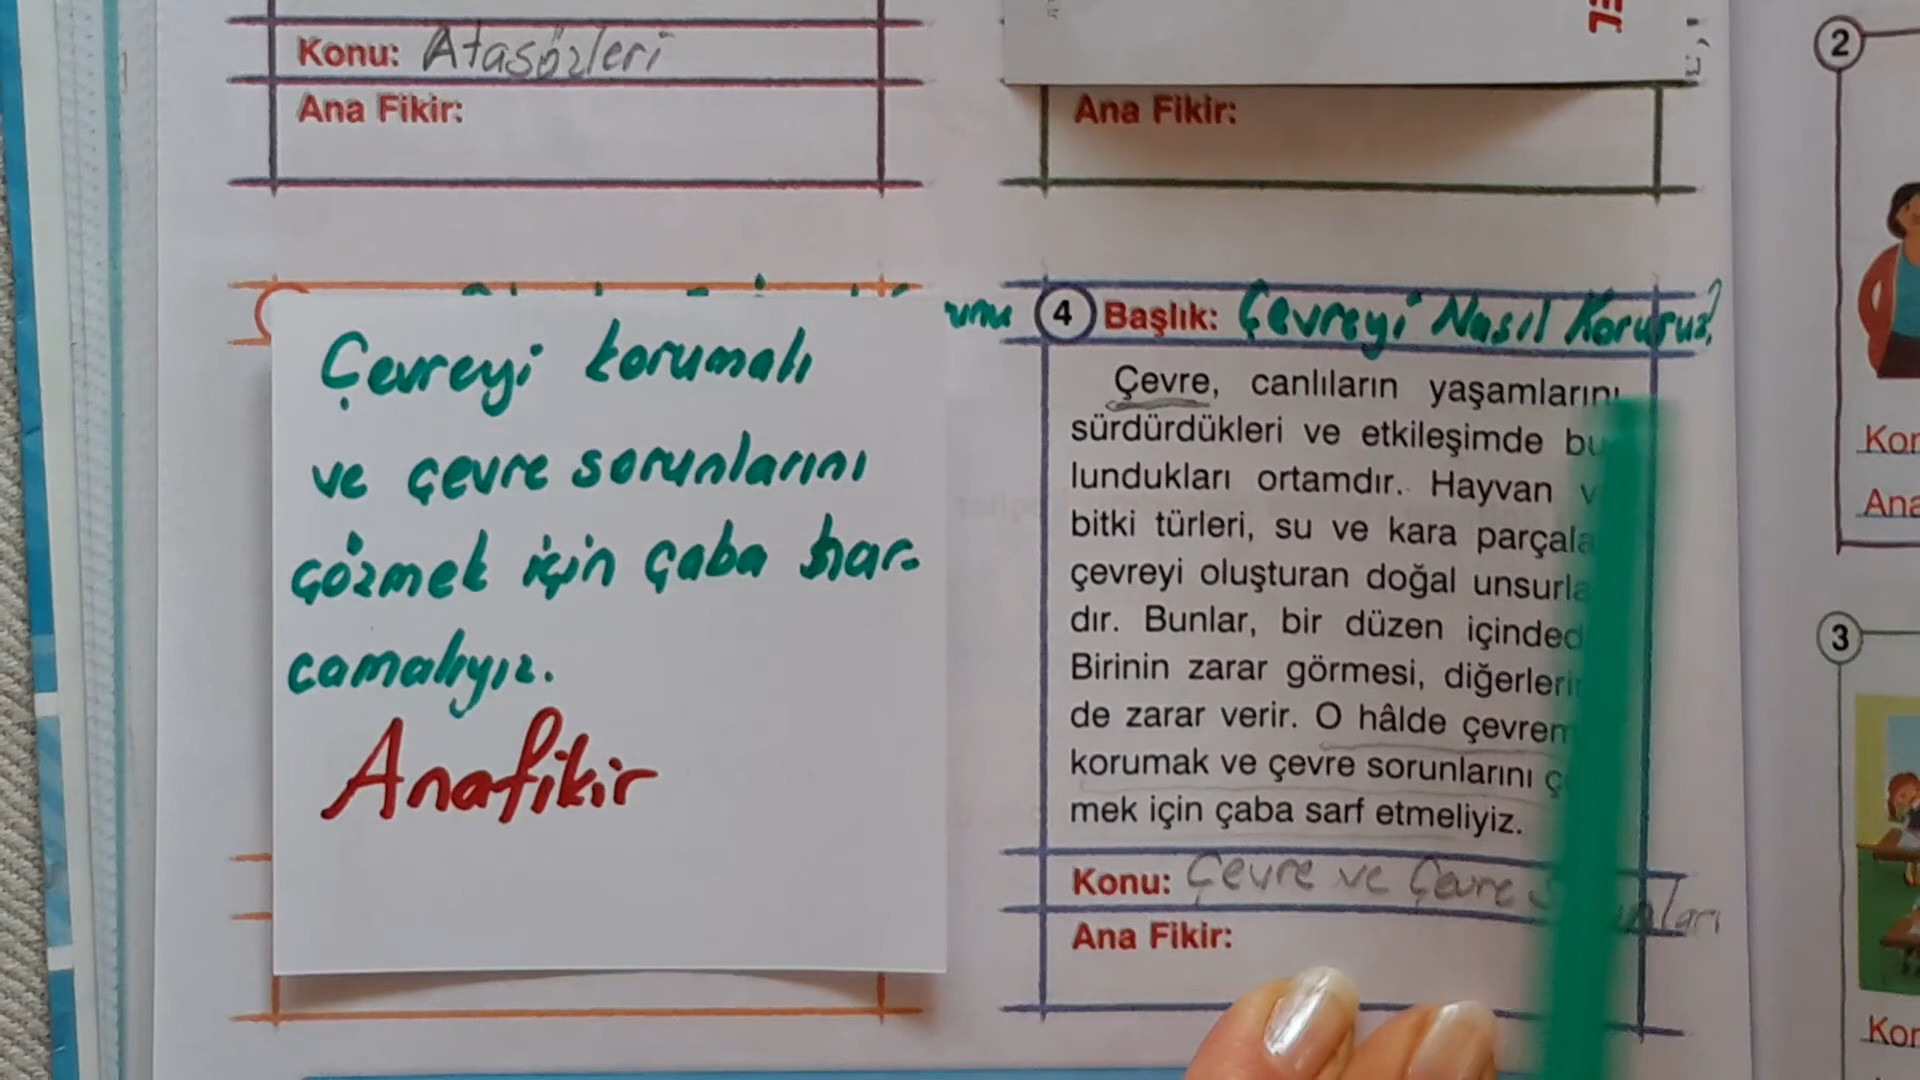 Konu: Atasözleri
Ana Fikir:
Ana Fikir:
Çevreyi korumalı
ve çevre sorunlarını
çözmek için çaba har-
camalıyız.
Anafikir
4 Başlık: Çevreyi Nasıl Koruruz?
Çevre, canlıların yaşamlarını
sürdürdükleri ve etkileşimde bu
lundukları ortamdır. Hayvan v
bitki türleri, su ve kara parçala
çevreyi oluşturan doğal unsurla
dır. Bunlar, bir düzen içinded
Birinin zarar görmesi, diğerleri
de zarar verir. O hâlde çevrem
korumak ve çevre sorunlarını ç
mek için çaba sarf etmeliyiz.
Konu: Çevre ve Çevre
Ana Fikir:
2
Kor
Ana
3
Kor